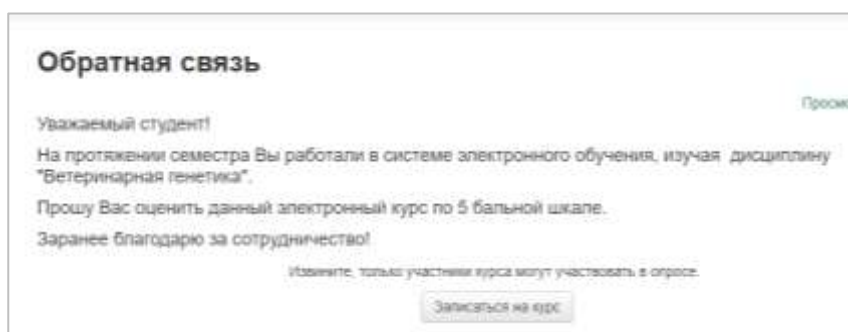 Обратная связь
Уважаемый студент!
На протяжении семестра Вы работали в системе электронного обучения, изучая дисциплину
"Ветеринарная генетика".
Прошу Вас оценить данный электронный курс по 5 бальной шкале.
Заранее благодарю за сотрудничество!
Извините, только участники курса могут участвовать в опросе.
Записаться на курс